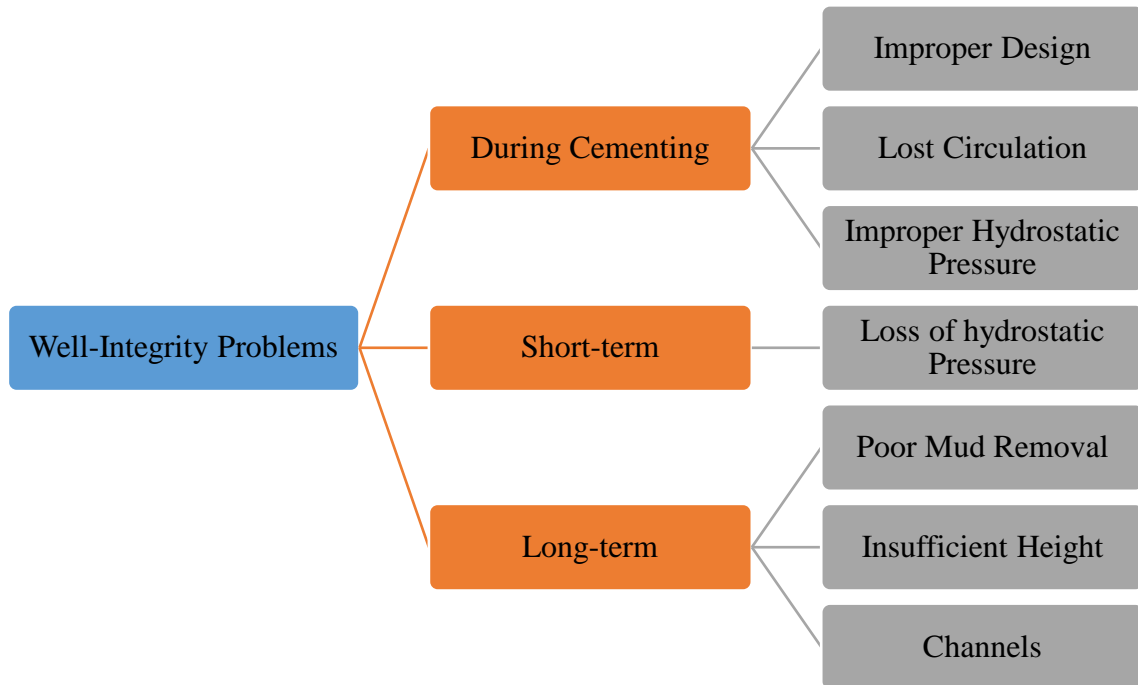 Well-Integrity Problems
During Cementing
Improper Design
Lost Circulation
Improper Hydrostatic
Pressure
Short-term
Loss of hydrostatic
Pressure
Long-term
Poor Mud Removal
Insufficient Height
Channels